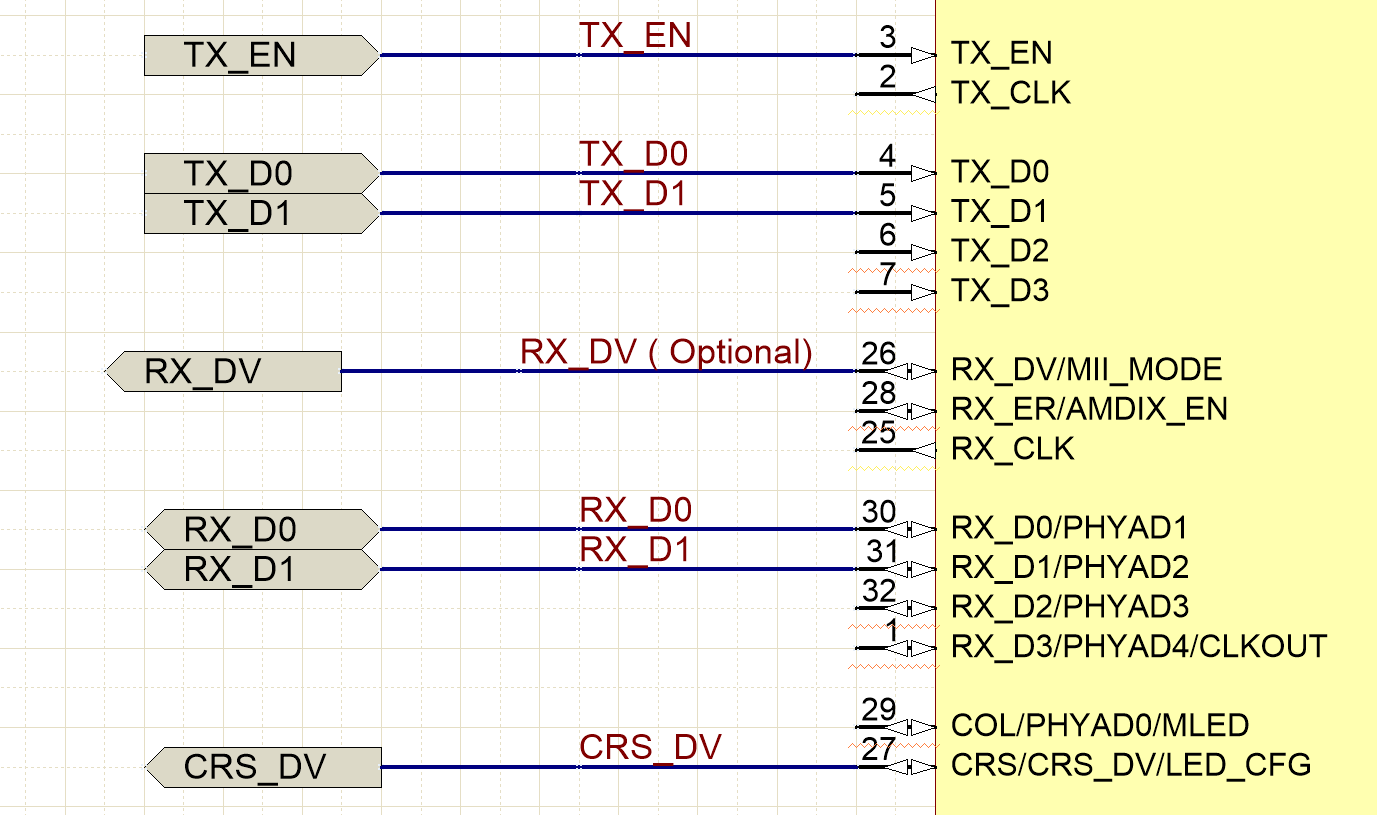 TX_EN TX_EN 3 TX_EN
2 TX_CLK
TX_D0 TX_D0 4 TX_D0
TX_D1 TX_D1 5 TX_D1
6 TX_D2
7 TX_D3
RX_DV RX_DV ( Optional) 26 RX_DV/MII_MODE
28 RX_ER/AMDIX_EN
25 RX_CLK
RX_D0 RX_D0 30 RX_D0/PHYAD1
RX_D1 RX_D1 31 RX_D1/PHYAD2
32 RX_D2/PHYAD3
1 RX_D3/PHYAD4/CLKOUT
29 COL/PHYAD0/MLED
CRS_DV CRS_DV 27 CRS/CRS_DV/LED_CFG